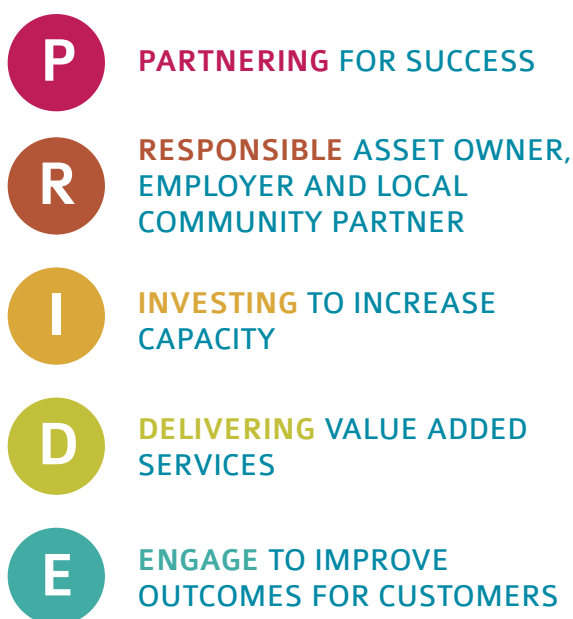 P
PARTNERING FOR SUCCESS
R
RESPONSIBLE ASSET OWNER,
EMPLOYER AND LOCAL
COMMUNITY PARTNER
I
INVESTING TO INCREASE
CAPACITY
D
DELIVERING VALUE ADDED
SERVICES
E
ENGAGE TO IMPROVE
OUTCOMES FOR CUSTOMERS